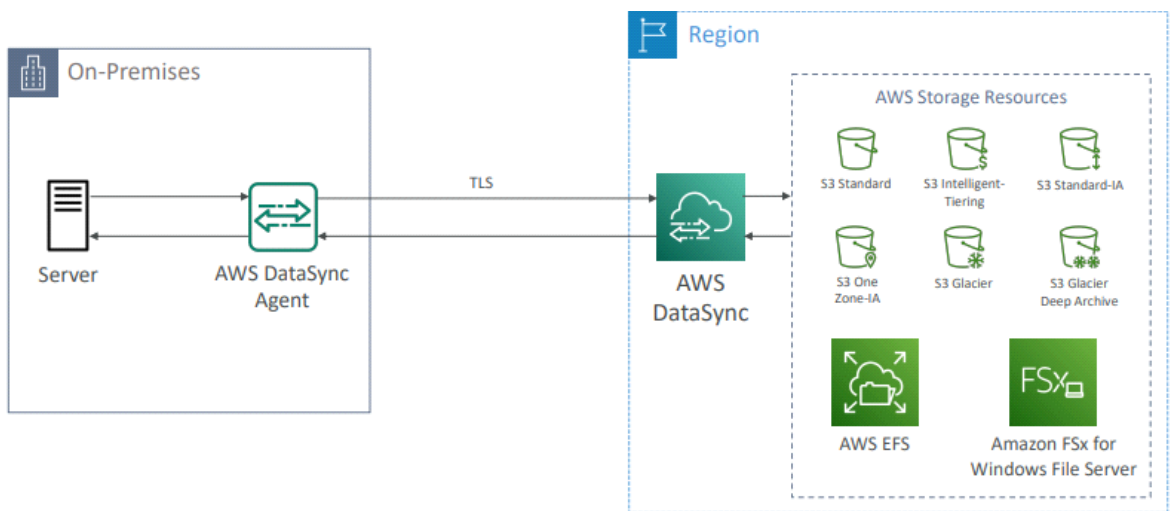 On-Premises
Server
AWS DataSync
Agent
TLS
Region
AWS
DataSync
AWS Storage Resources
S3 Standard
S3 Intelligent-
Tiering
S3 Standard-IA
S3 One
Zone-IA
S3 Glacier
S3 Glacier
Deep Archive
AWS EFS
FSx
Amazon FSx for
Windows File Server